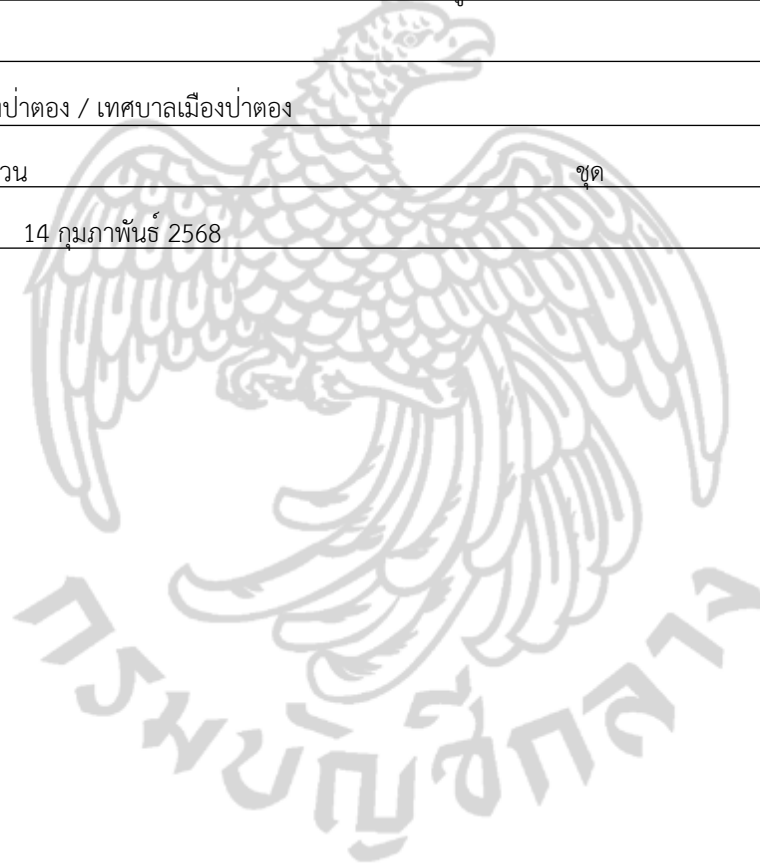 ป่าตอง / เทศบาลเมืองป่าตอง
วน ชุด
14 กุมภาพันธ์ 2568
กรมบัญชีกลาง